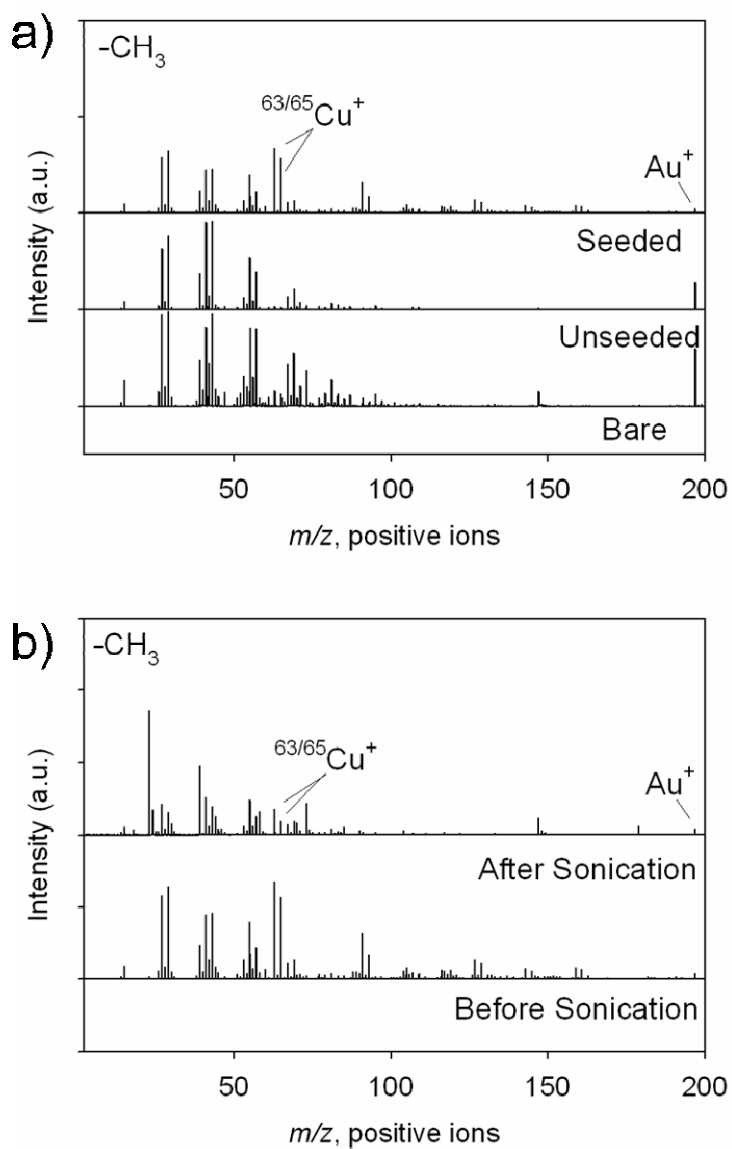 a)
-CH₃
⁶³/⁶⁵Cu⁺
Au⁺
Seeded
Unseeded
Bare
Intensity (a.u.)
50 100 150 200
m/z, positive ions
b)
-CH₃
⁶³/⁶⁵Cu⁺
Au⁺
After Sonication
Before Sonication
Intensity (a.u.)
50 100 150 200
m/z, positive ions